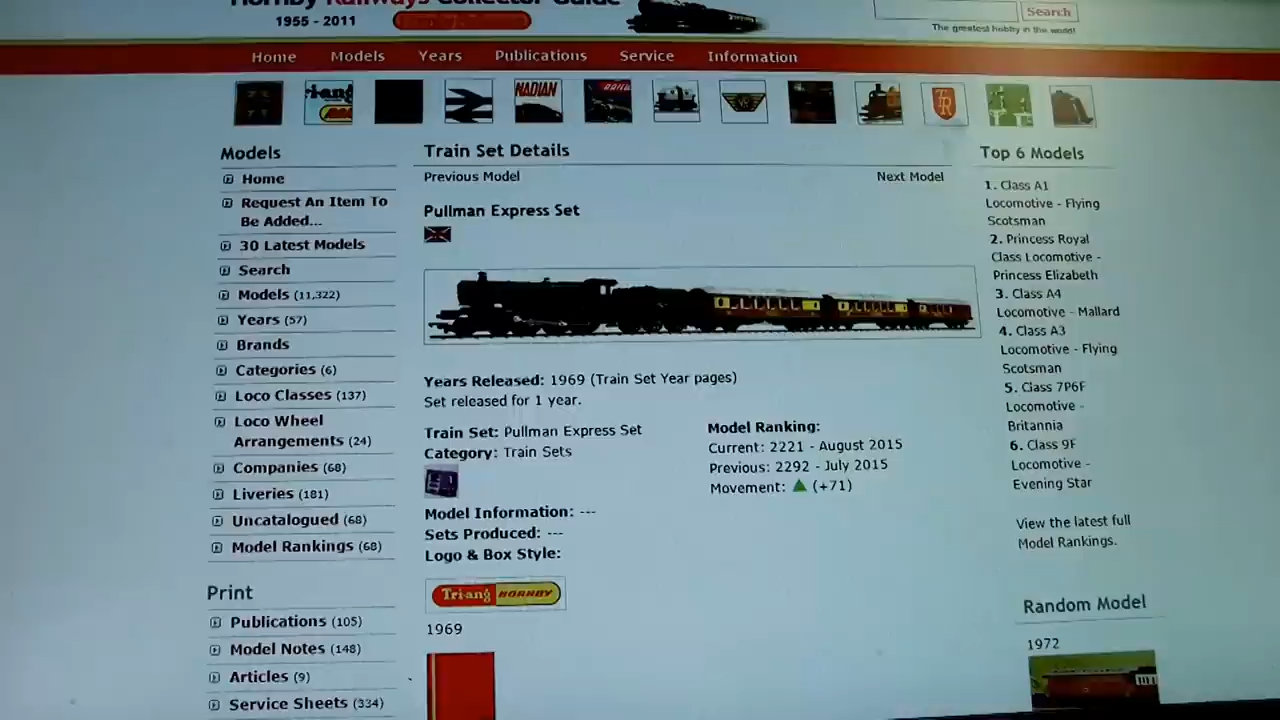 Hornby Railways Collector Guide
1955 - 2011
Search
The greatest hobby in the world!
Home Models Years Publications Service Information
NADIAN
TR
Models
Home
Request An Item To
Be Added...
30 Latest Models
Search
Models (11,322)
Years (57)
Brands
Categories (6)
Loco Classes (137)
Loco Wheel
Arrangements (24)
Companies (68)
Liveries (181)
Uncatalogued (68)
Model Rankings (68)
Print
Publications (105)
Model Notes (148)
Articles (9)
Service Sheets (334)
Train Set Details
Previous Model Next Model
Pullman Express Set
Years Released: 1969 (Train Set Year pages)
Set released for 1 year.
Train Set: Pullman Express Set
Category: Train Sets
Model Ranking:
Current: 2221 - August 2015
Previous: 2292 - July 2015
Movement: (+71)
Model Information: ---
Sets Produced: ---
Logo & Box Style:
Tri-ang HORNBY
1969
Top 6 Models
1. Class A1
Locomotive - Flying
Scotsman
2. Princess Royal
Class Locomotive -
Princess Elizabeth
3. Class A4
Locomotive - Mallard
4. Class A3
Locomotive - Flying
Scotsman
5. Class 7P6F
Locomotive -
Britannia
6. Class 9F
Locomotive -
Evening Star
View the latest full
Model Rankings.
Random Model
1972